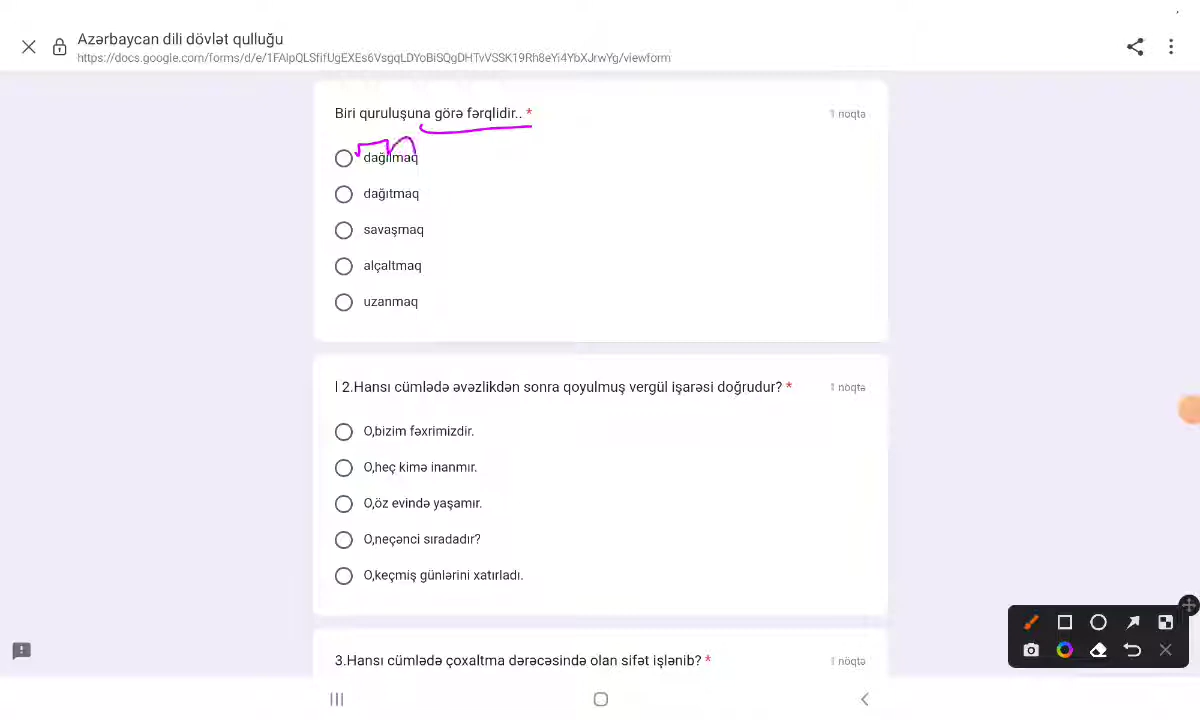 Azərbaycan dili dövlət qulluğu
https://docs.google.com/forms/d/e/1FAIpQLSfifUgEXEs6VsgqLDYoBiSQgDHTvVSSK19Rh8eYi4YbXJrwYg/viewform
Biri quruluşuna görə fərqlidir.. *
1 nöqtə
dağılmaq
dağıtmaq
savaşmaq
alçaltmaq
uzanmaq
l 2.Hansı cümlədə əvəzlikdən sonra qoyulmuş vergül işarəsi doğrudur? *
1 nöqtə
O,bizim fəxrimizdir.
O,heç kimə inanmır.
O,öz evində yaşamır.
O,neçənci sıradadır?
O,keçmiş günlərini xatırladı.
3.Hansı cümlədə çoxaltma dərəcəsində olan sifət işlənib? *
1 nöqtə